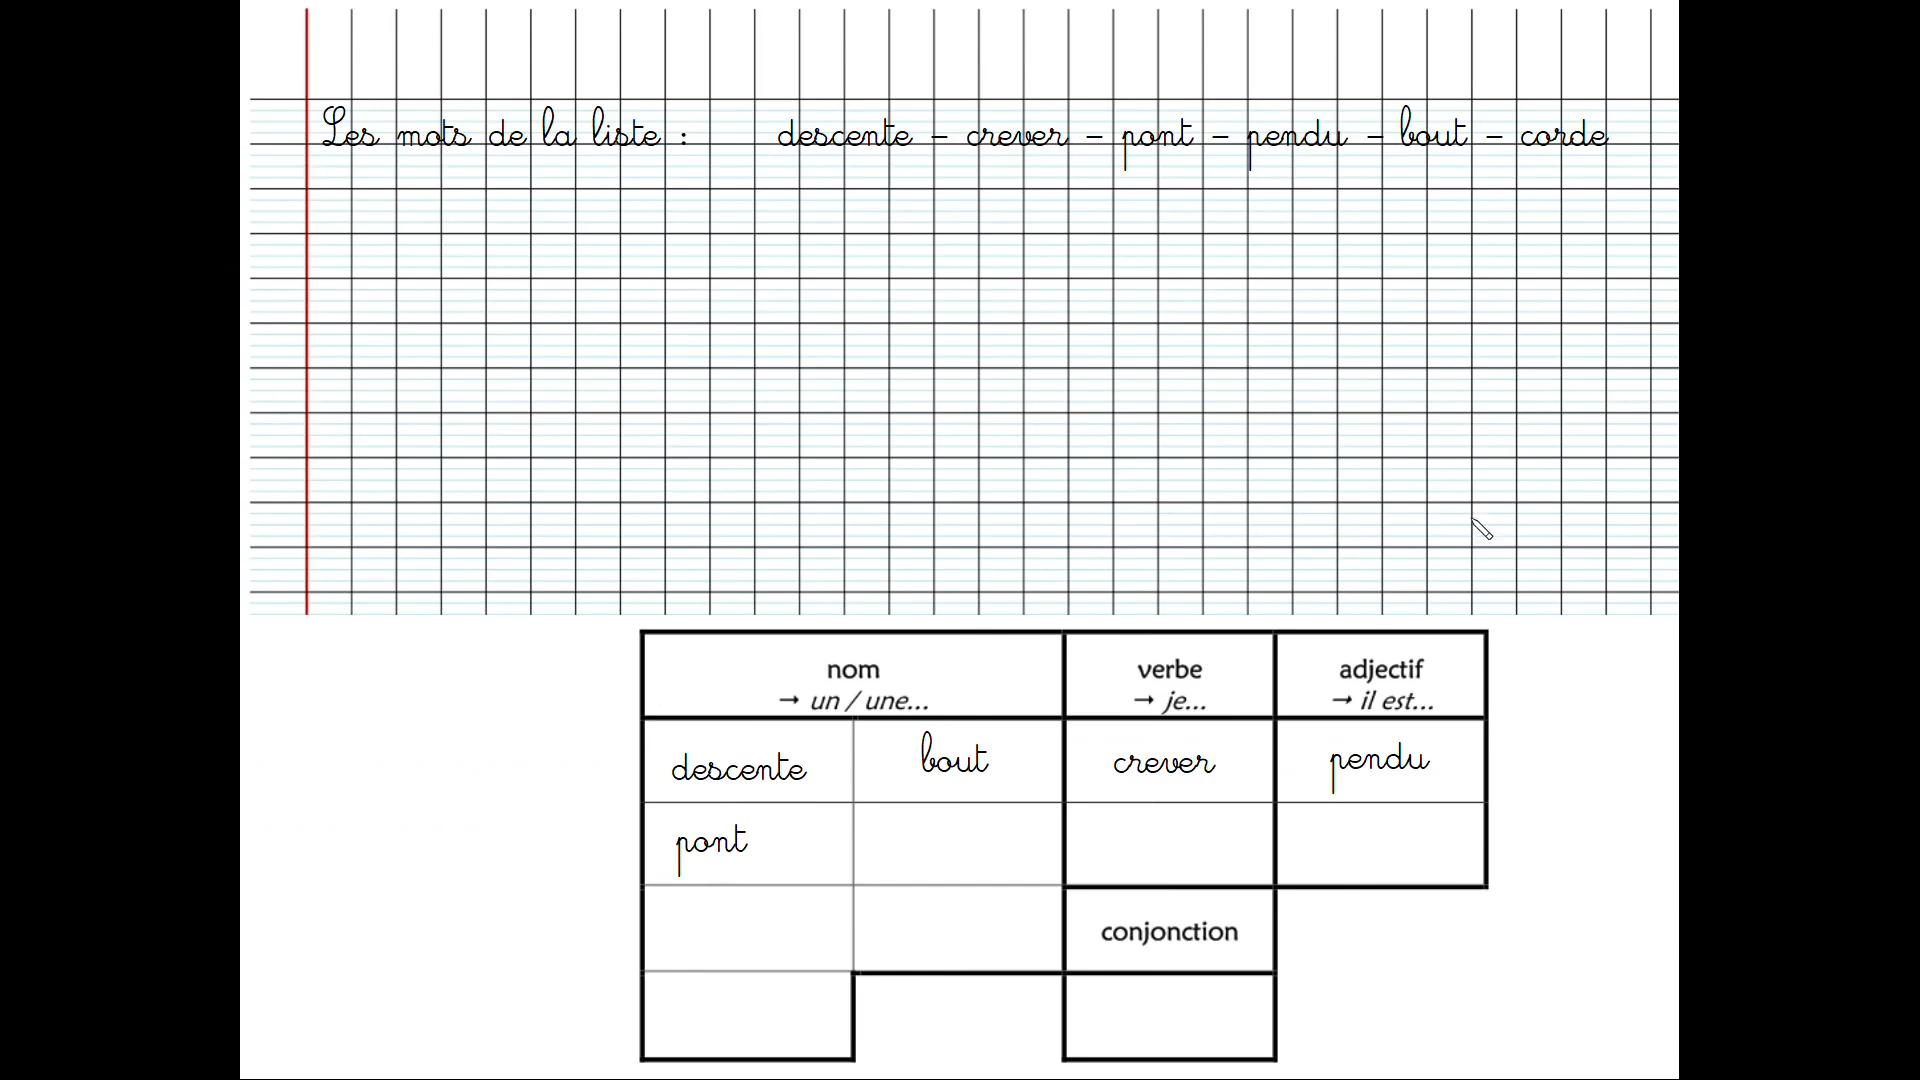 Les mots de la liste : descente – crever – pont – pendu – bout – corde
nom verbe adjectif
→ un / une... → je... → il est...
descente bout crever pendu
pont
conjonction